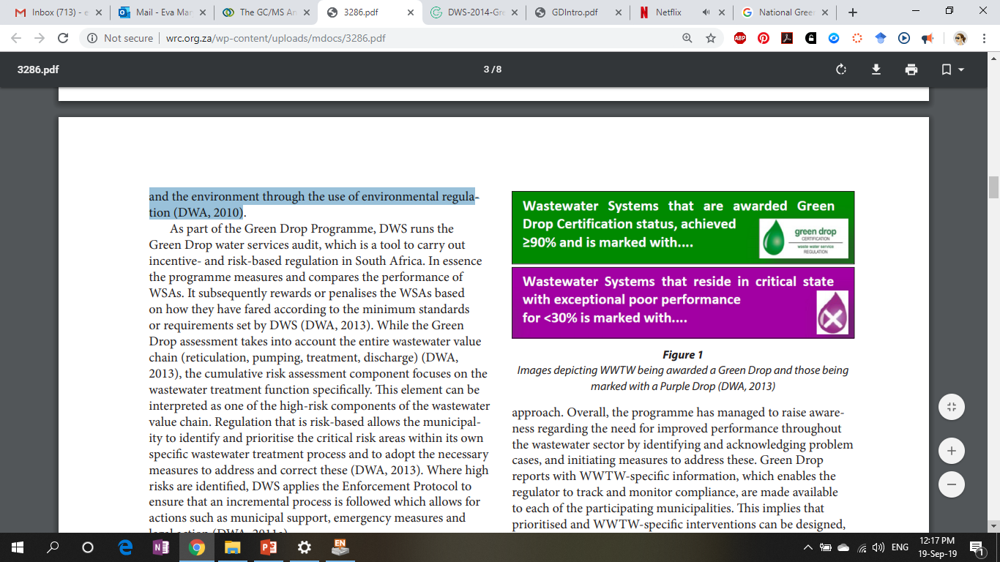 Inbox (713) - e
Mail - Eva Mar
The GC/MS An
3286.pdf
DWS-2014-Gre
GDIntro.pdf
Netflix
National Green
Not secure
wrc.org.za/wp-content/uploads/mdocs/3286.pdf
ABP
3286.pdf
3 / 8
and the environment through the use of environmental regula-
tion (DWA, 2010).
As part of the Green Drop Programme, DWS runs the
Green Drop water services audit, which is a tool to carry out
incentive- and risk-based regulation in South Africa. In essence
the programme measures and compares the performance of
WSAs. It subsequently rewards or penalises the WSAs based
on how they have fared according to the minimum standards
or requirements set by DWS (DWA, 2013). While the Green
Drop assessment takes into account the entire wastewater value
chain (reticulation, pumping, treatment, discharge) (DWA,
2013), the cumulative risk assessment component focuses on the
wastewater treatment function specifically. This element can be
interpreted as one of the high-risk components of the wastewater
value chain. Regulation that is risk-based allows the municipal-
ity to identify and prioritise the critical risk areas within its own
specific wastewater treatment process and to adopt the necessary
measures to address and correct these (DWA, 2013). Where high
risks are identified, DWS applies the Enforcement Protocol to
ensure that an incremental process is followed which allows for
actions such as municipal support, emergency measures and
Wastewater Systems that are awarded Green
Drop Certification status, achieved
≥90% and is marked with....
green drop
CERTIFICATION
waste water service
REGULATION
Wastewater Systems that reside in critical state
with exceptional poor performance
for <30% is marked with....
Figure 1
Images depicting WWTW being awarded a Green Drop and those being
marked with a Purple Drop (DWA, 2013)
approach. Overall, the programme has managed to raise aware-
ness regarding the need for improved performance throughout
the wastewater sector by identifying and acknowledging problem
cases, and initiating measures to address these. Green Drop
reports with WWTW-specific information, which enables the
regulator to track and monitor compliance, are made available
to each of the participating municipalities. This implies that
prioritised and WWTW-specific interventions can be designed,
EN
ENG
12:17 PM
19-Sep-19
1